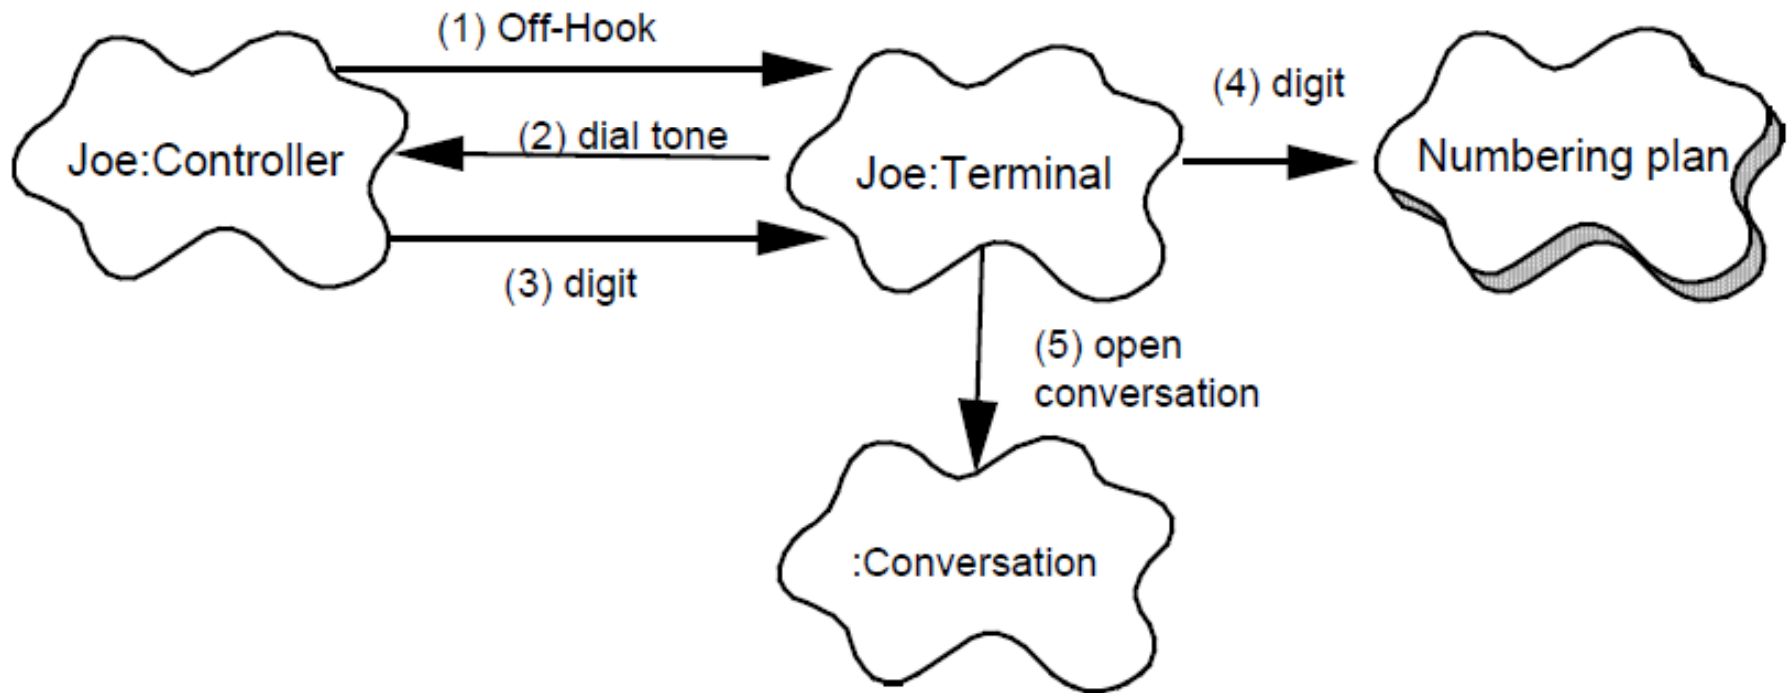 (1) Off-Hook
(2) dial tone
(4) digit
Joe:Controller
Joe:Terminal
Numbering plan
(3) digit
(5) open
conversation
:Conversation